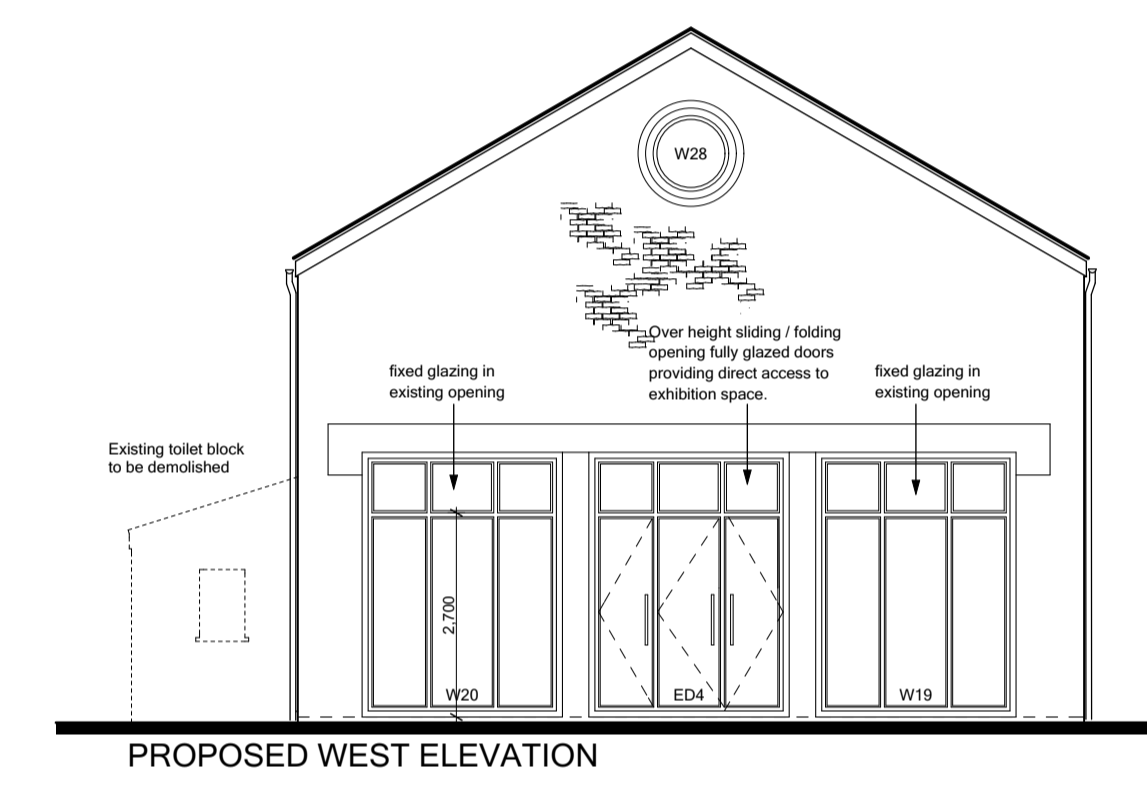 W28
Over height sliding / folding
opening fully glazed doors
providing direct access to
exhibition space.
fixed glazing in
existing opening
fixed glazing in
existing opening
Existing toilet block
to be demolished
2,700
W20
ED4
W19
PROPOSED WEST ELEVATION